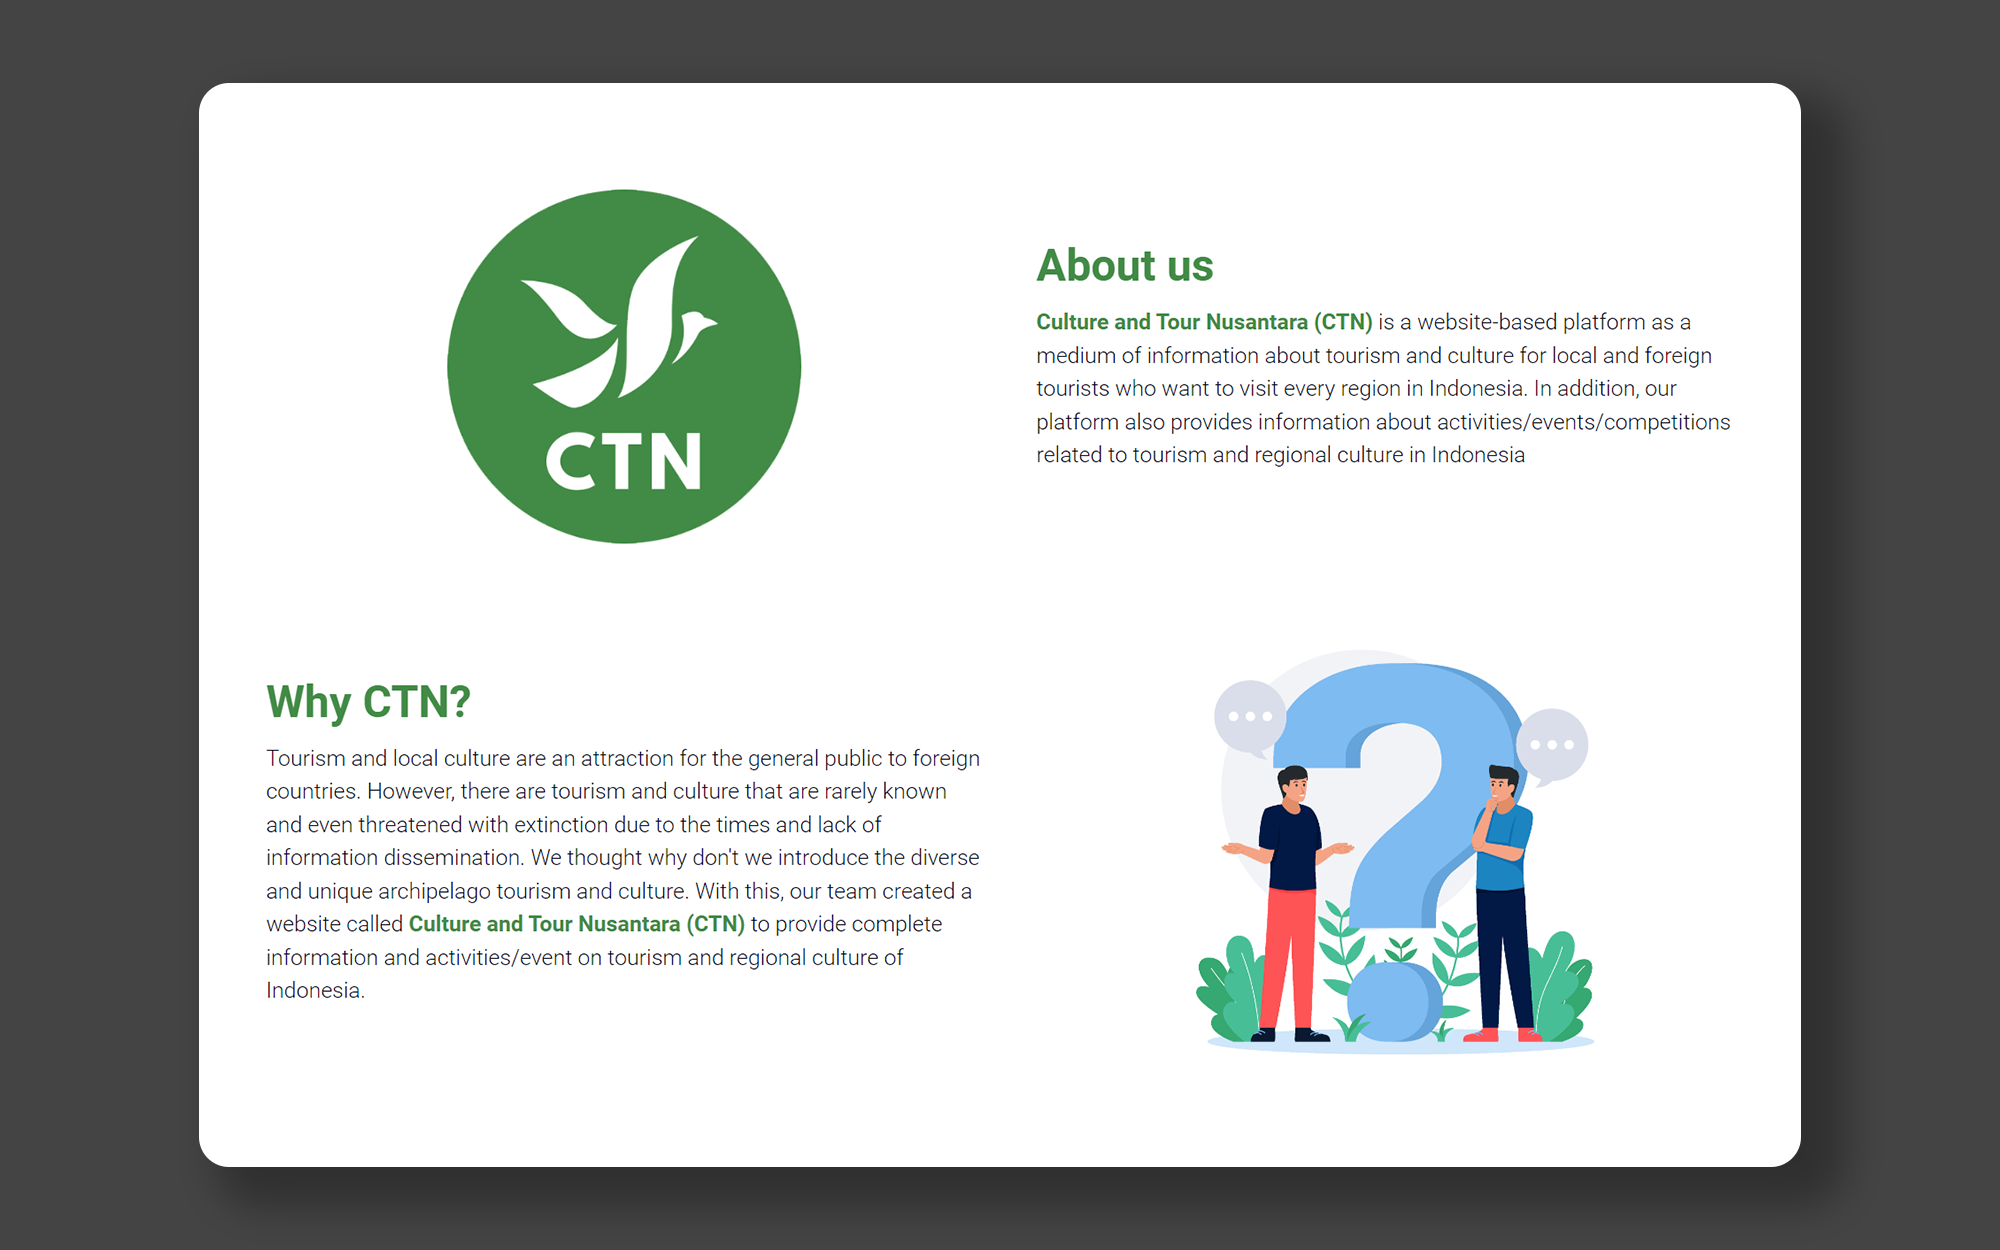 CTN
About us
Culture and Tour Nusantara (CTN) is a website-based platform as a
medium of information about tourism and culture for local and foreign
tourists who want to visit every region in Indonesia. In addition, our
platform also provides information about activities/events/competitions
related to tourism and regional culture in Indonesia
Why CTN?
Tourism and local culture are an attraction for the general public to foreign
countries. However, there are tourism and culture that are rarely known
and even threatened with extinction due to the times and lack of
information dissemination. We thought why don't we introduce the diverse
and unique archipelago tourism and culture. With this, our team created a
website called Culture and Tour Nusantara (CTN) to provide complete
information and activities/event on tourism and regional culture of
Indonesia.